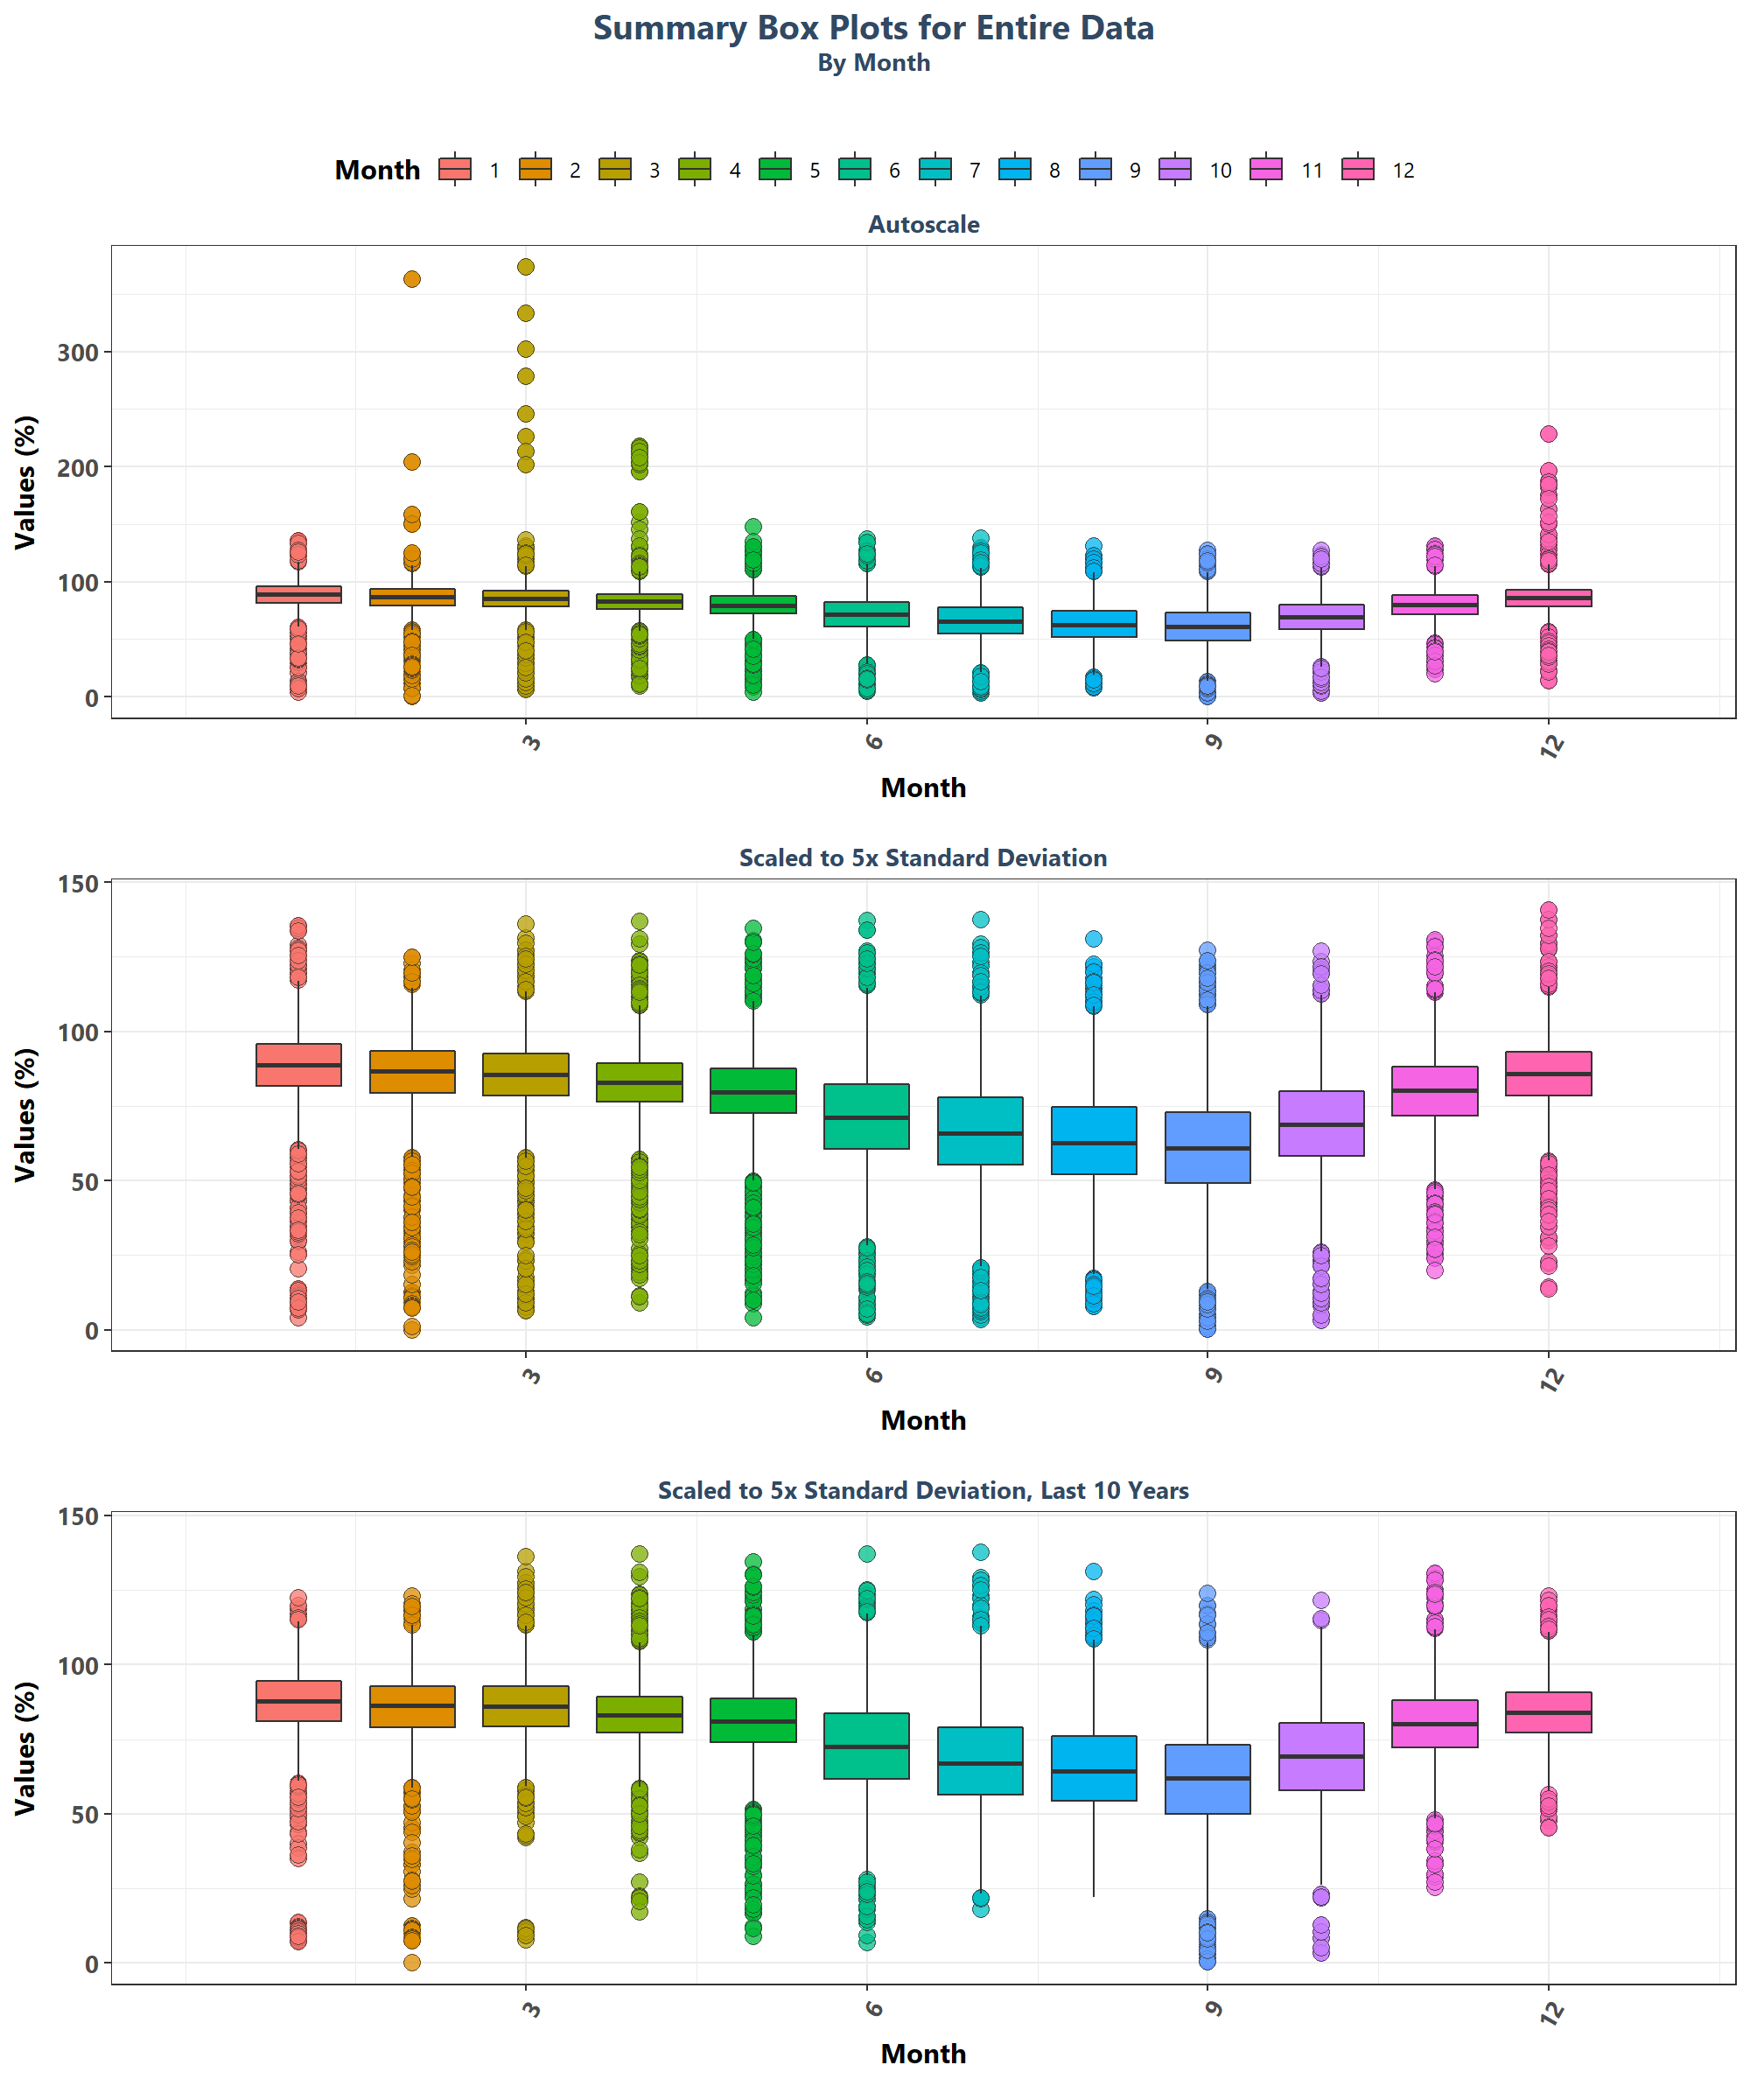 Summary Box Plots for Entire Data
By Month
Month 1 2 3 4 5 6 7 8 9 10 11 12
Autoscale
Values (%)
300
200
100
0
3 6 9 12
Month
Scaled to 5x Standard Deviation
Values (%)
150
100
50
0
3 6 9 12
Month
Scaled to 5x Standard Deviation, Last 10 Years
Values (%)
150
100
50
0
3 6 9 12
Month